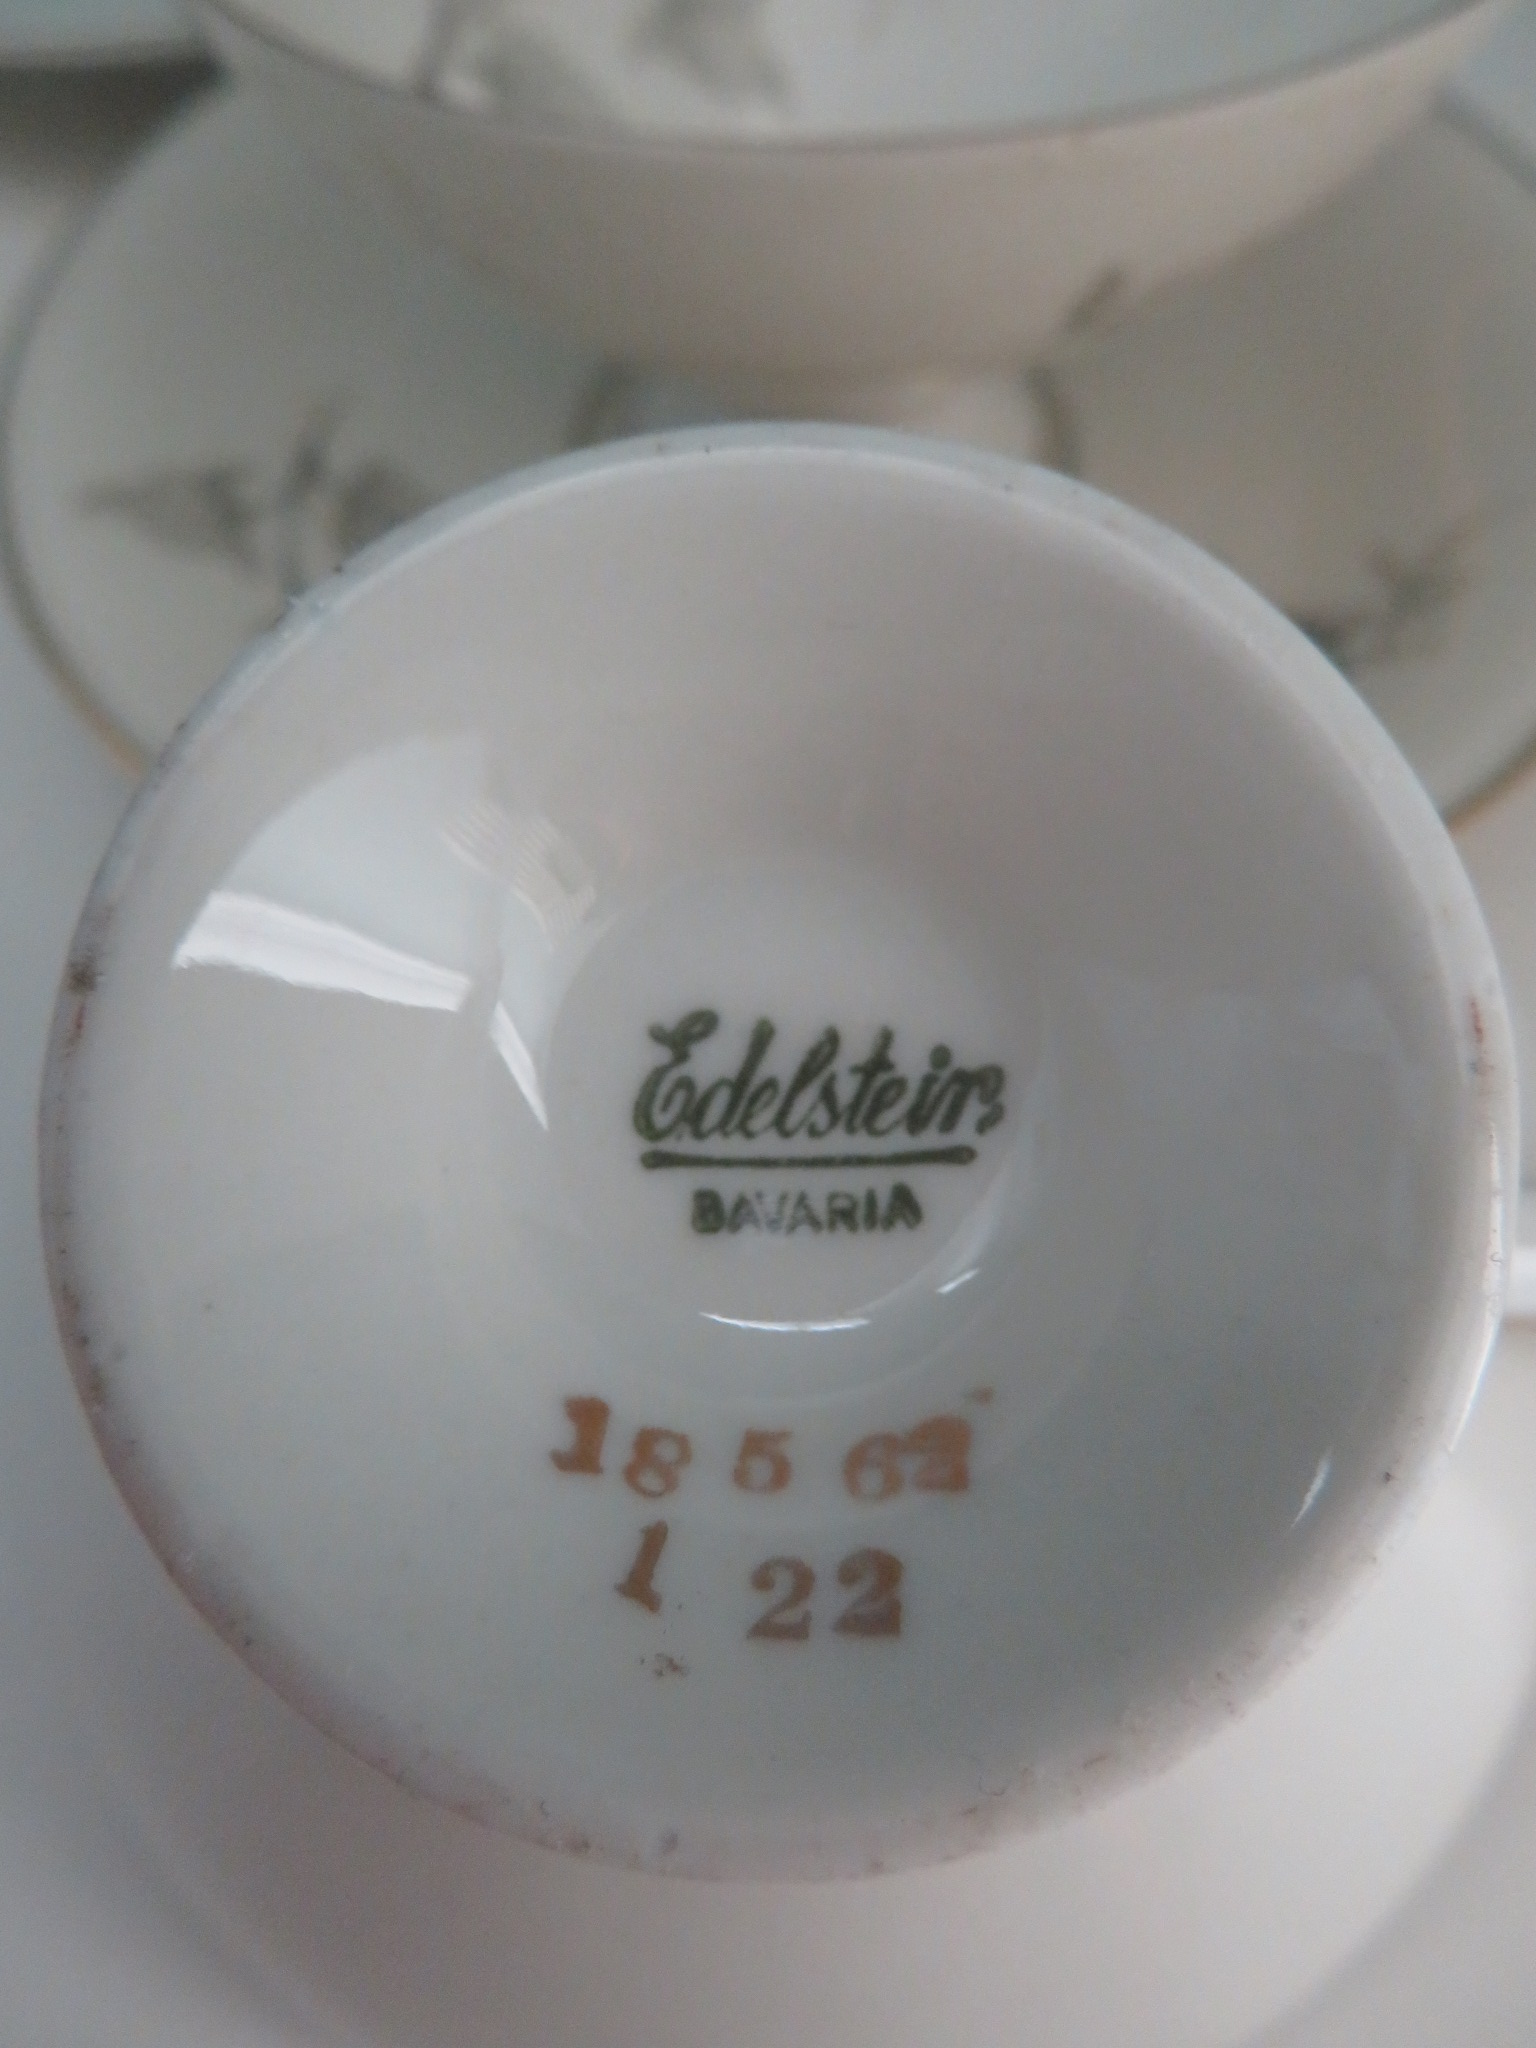 Edelstein
BAVARIA
18562
1 22